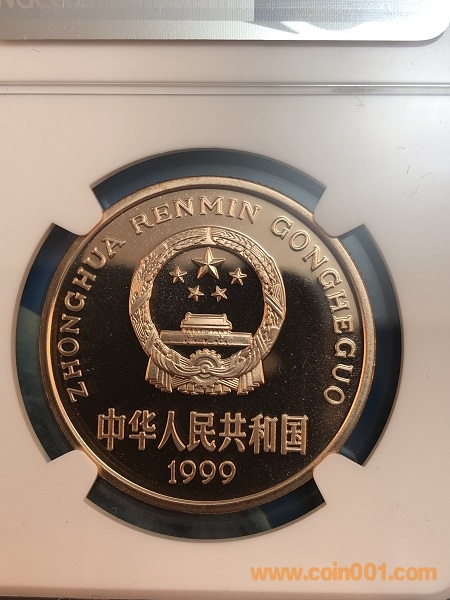 ZHONGHUA RENMIN GONGHEGUO
中华人民共和国
1999
www.coin001.com